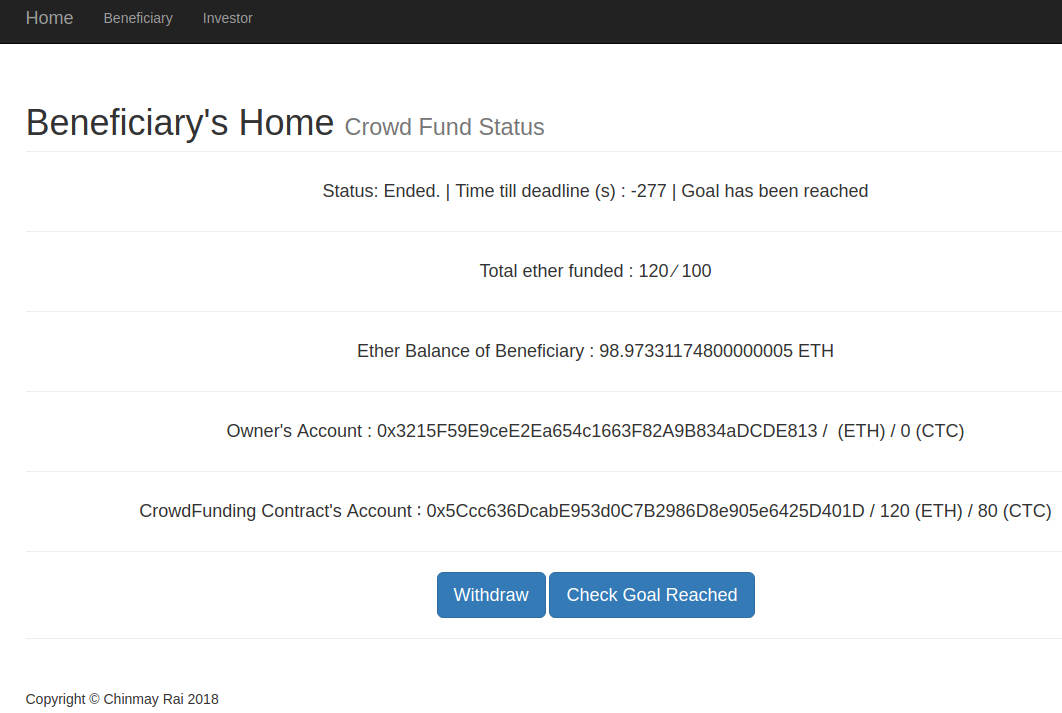 Home Beneficiary Investor
Beneficiary's Home Crowd Fund Status
Status: Ended. | Time till deadline (s) : -277 | Goal has been reached
Total ether funded : 120 ⁄ 100
Ether Balance of Beneficiary : 98.97331174800000005 ETH
Owner's Account : 0x3215F59E9ceE2Ea654c1663F82A9B834aDCDE813 / (ETH) / 0 (CTC)
CrowdFunding Contract's Account : 0x5Ccc636DcabE953d0C7B2986D8e905e6425D401D / 120 (ETH) / 80 (CTC)
Withdraw Check Goal Reached
Copyright © Chinmay Rai 2018